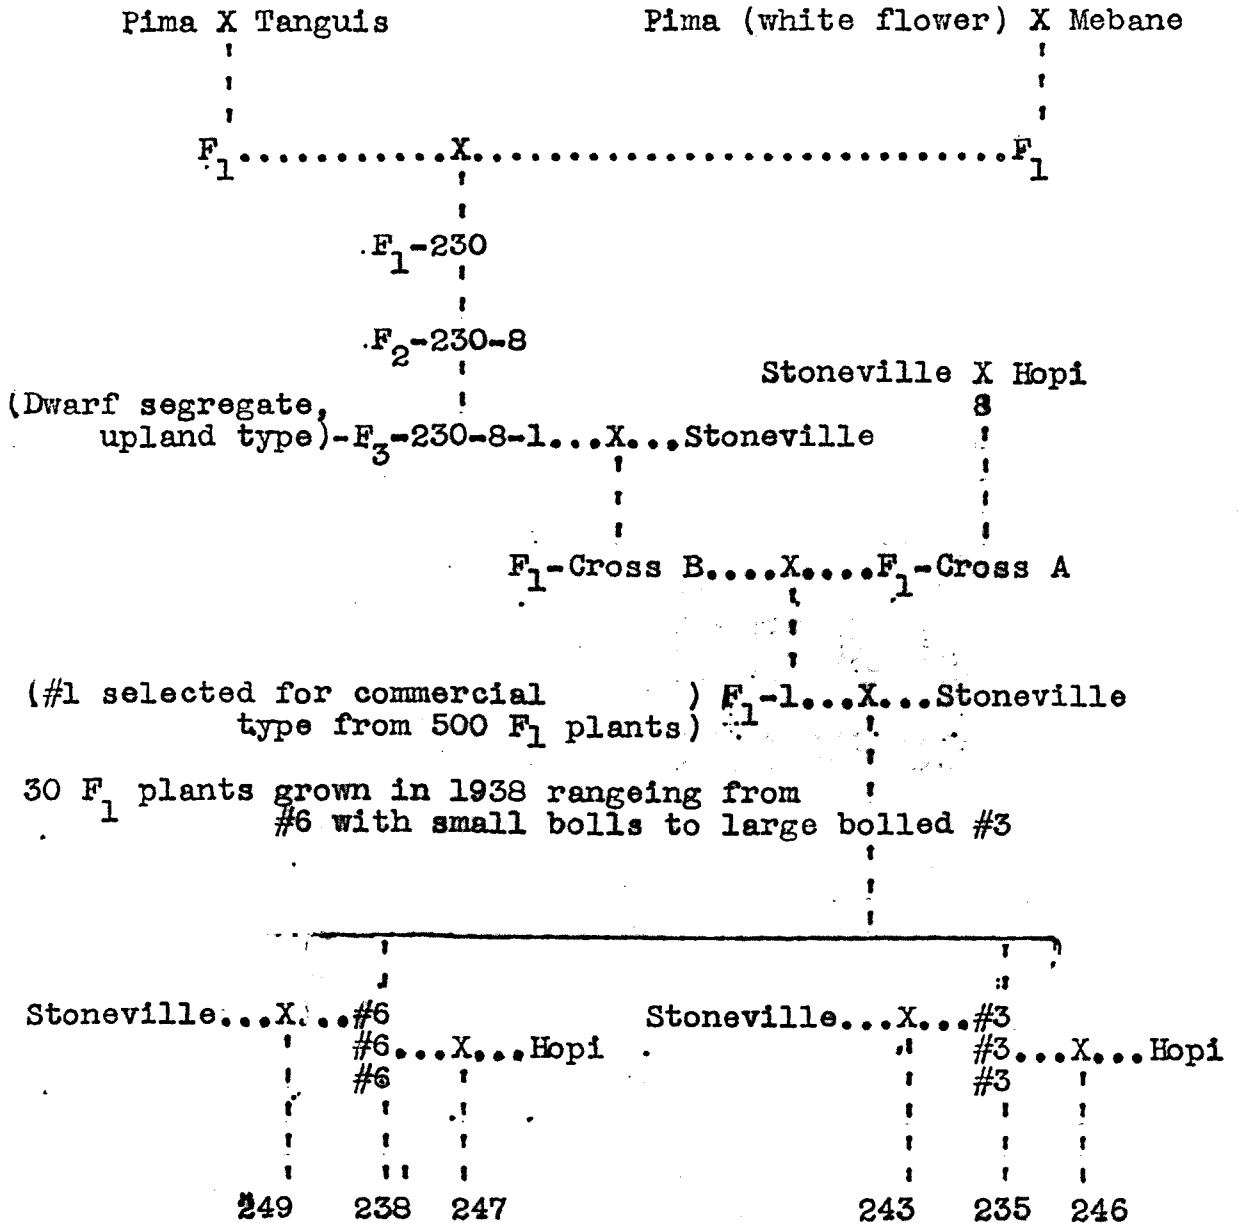 Pima X Tanguis Pima (white flower) X Mebane
F1...........X.................................F1
F1-230
F2-230-8
Stoneville X Hopi
(Dwarf segregate,
upland type)-F3-230-8-1...X...Stoneville
F1-Cross B....X....F1-Cross A
(#1 selected for commercial ) F1-1...X...Stoneville
type from 500 F1 plants)
30 F1 plants grown in 1938 rangeing from
#6 with small bolls to large bolled #3
Stoneville...X...#6 Stoneville...X...#3
#6...X...Hopi #3...X...Hopi
#6 #3
249 238 247 243 235 246